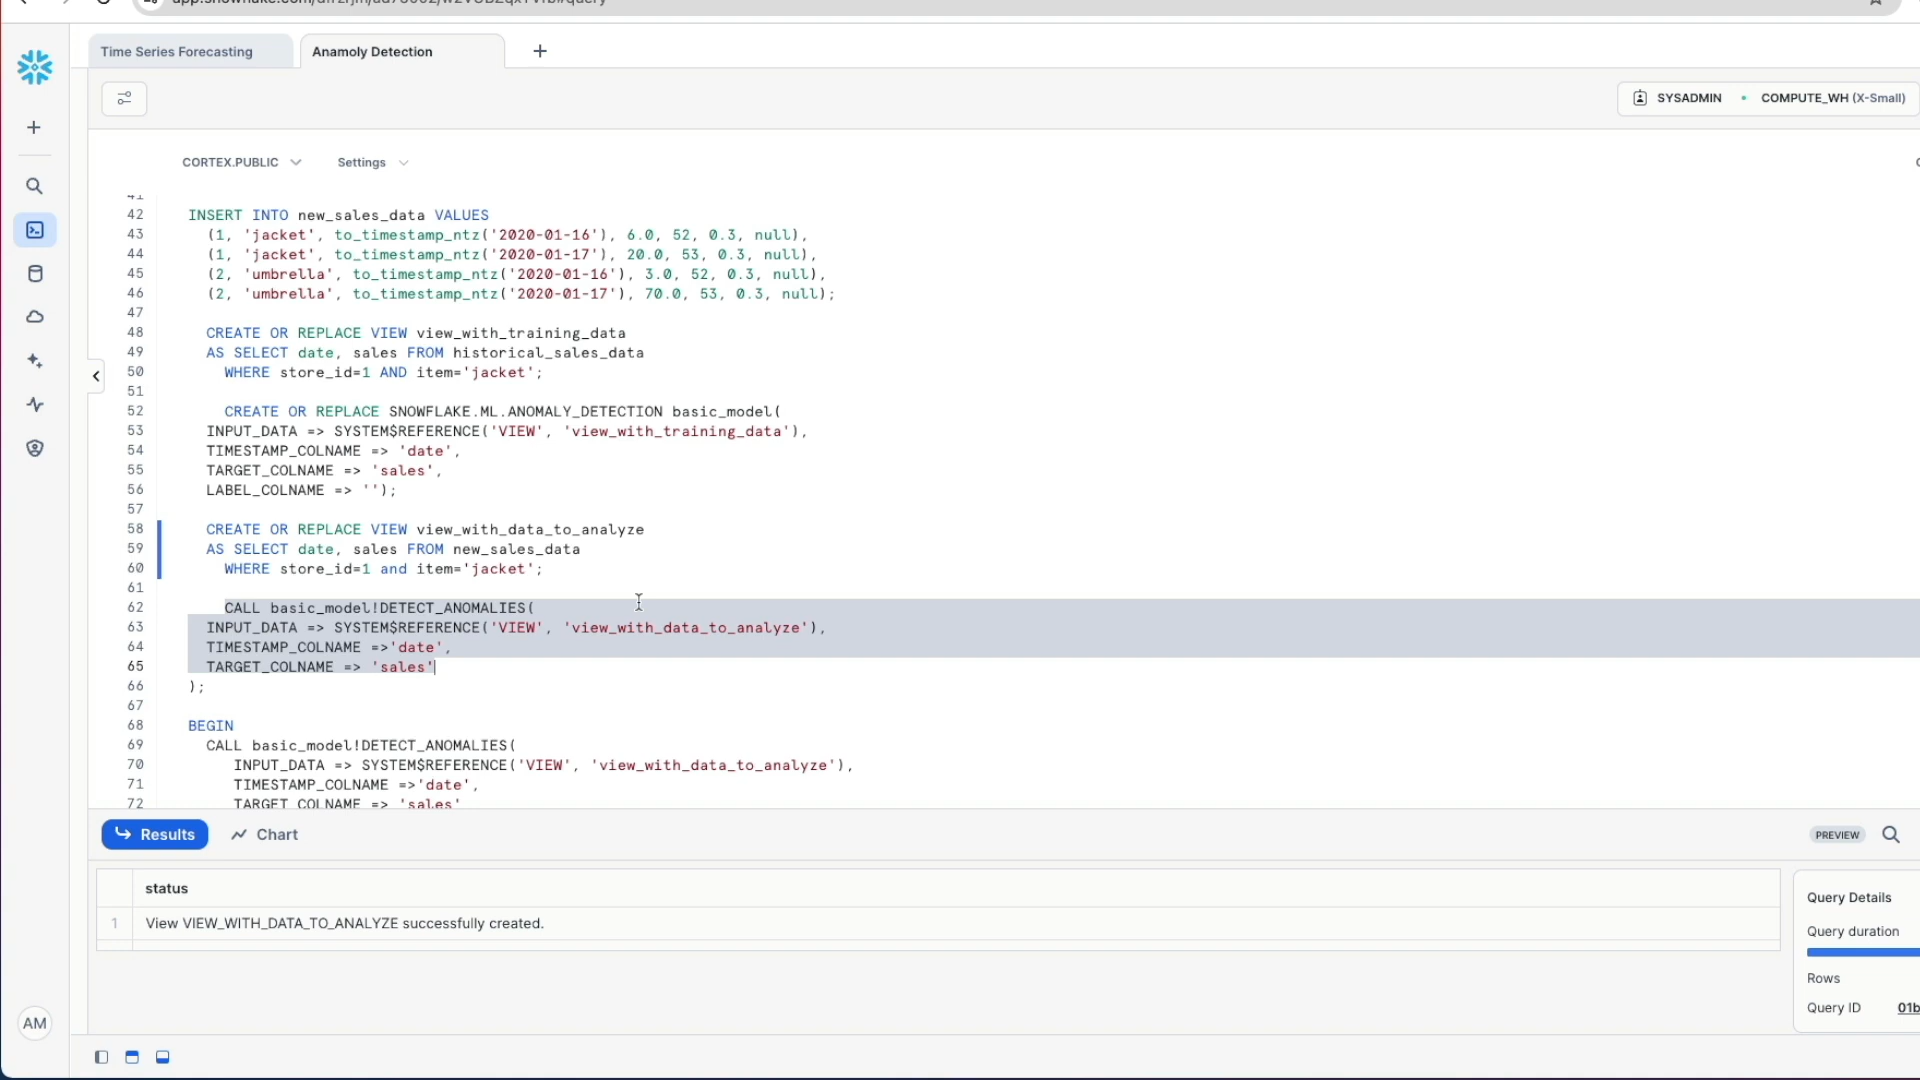 Time Series Forecasting
Anamoly Detection
SYSADMIN
COMPUTE_WH (X-Small)
CORTEX.PUBLIC
Settings
42 INSERT INTO new_sales_data VALUES
43 (1, 'jacket', to_timestamp_ntz('2020-01-16'), 6.0, 52, 0.3, null),
44 (1, 'jacket', to_timestamp_ntz('2020-01-17'), 20.0, 53, 0.3, null),
45 (2, 'umbrella', to_timestamp_ntz('2020-01-16'), 3.0, 52, 0.3, null),
46 (2, 'umbrella', to_timestamp_ntz('2020-01-17'), 70.0, 53, 0.3, null);
47
48 CREATE OR REPLACE VIEW view_with_training_data
49 AS SELECT date, sales FROM historical_sales_data
50 WHERE store_id=1 AND item='jacket';
51
52 CREATE OR REPLACE SNOWFLAKE.ML.ANOMALY_DETECTION basic_model(
53 INPUT_DATA => SYSTEM$REFERENCE('VIEW', 'view_with_training_data'),
54 TIMESTAMP_COLNAME => 'date',
55 TARGET_COLNAME => 'sales',
56 LABEL_COLNAME => '');
57
58 CREATE OR REPLACE VIEW view_with_data_to_analyze
59 AS SELECT date, sales FROM new_sales_data
60 WHERE store_id=1 and item='jacket';
61
62 CALL basic_model!DETECT_ANOMALIES(
63 INPUT_DATA => SYSTEM$REFERENCE('VIEW', 'view_with_data_to_analyze'),
64 TIMESTAMP_COLNAME =>'date',
65 TARGET_COLNAME => 'sales'
66 );
67
68 BEGIN
69 CALL basic_model!DETECT_ANOMALIES(
70 INPUT_DATA => SYSTEM$REFERENCE('VIEW', 'view_with_data_to_analyze'),
71 TIMESTAMP_COLNAME =>'date',
72 TARGET_COLNAME => 'sales'
Results
Chart
PREVIEW
status
1 View VIEW_WITH_DATA_TO_ANALYZE successfully created.
Query Details
Query duration
Rows
Query ID 01b
AM